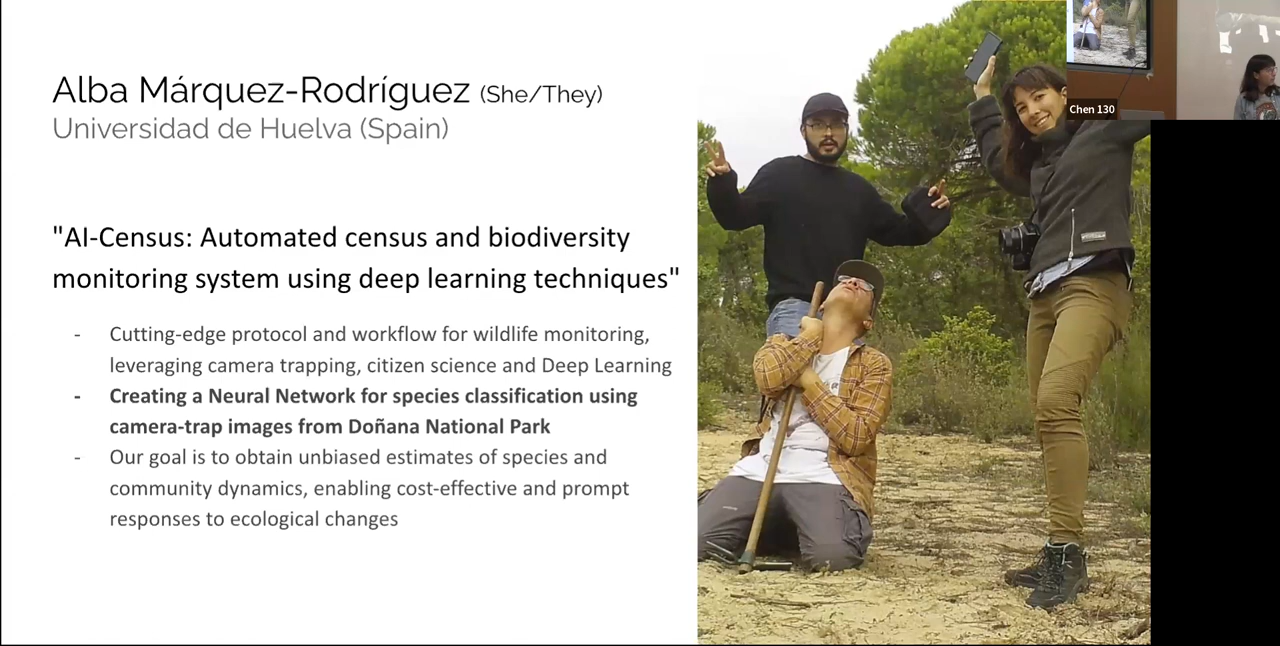 Alba Márquez-Rodríguez (She/They)
Universidad de Huelva (Spain)
"AI-Census: Automated census and biodiversity
monitoring system using deep learning techniques"
- Cutting-edge protocol and workflow for wildlife monitoring,
leveraging camera trapping, citizen science and Deep Learning
- Creating a Neural Network for species classification using
camera-trap images from Doñana National Park
- Our goal is to obtain unbiased estimates of species and
community dynamics, enabling cost-effective and prompt
responses to ecological changes
Chen 130